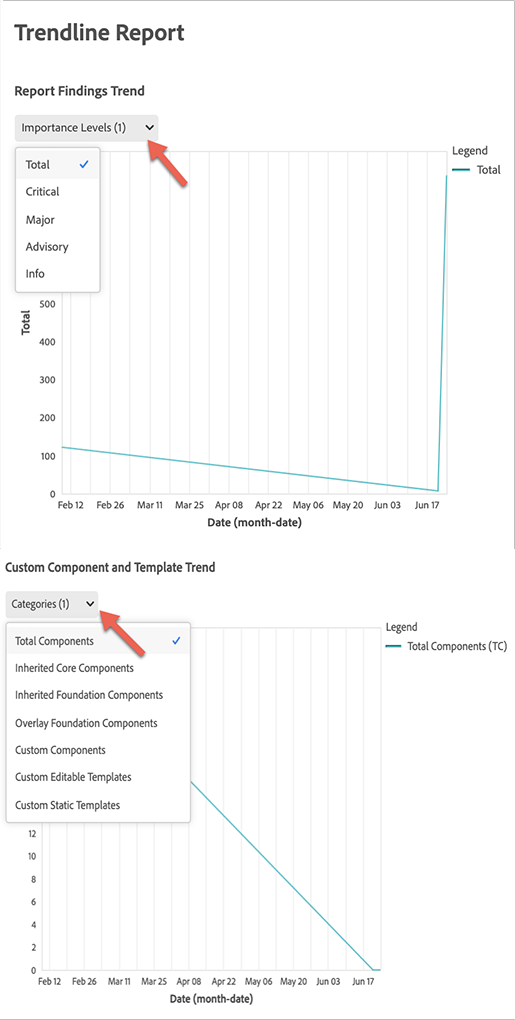 Trendline Report
Report Findings Trend
Importance Levels (1)
Legend
Total
Total
Critical
Major
Advisory
Info
Total
500
400
300
200
100
0
Feb 12 Feb 26 Mar 11 Mar 25 Apr 08 Apr 22 May 06 May 20 Jun 03 Jun 17
Date (month-date)
Custom Component and Template Trend
Categories (1)
Legend
Total Components (TC)
Total Components
Inherited Core Components
Inherited Foundation Components
Overlay Foundation Components
Custom Components
Custom Editable Templates
Custom Static Templates
12
10
8
6
4
2
0
Feb 12 Feb 26 Mar 11 Mar 25 Apr 08 Apr 22 May 06 May 20 Jun 03 Jun 17
Date (month-date)